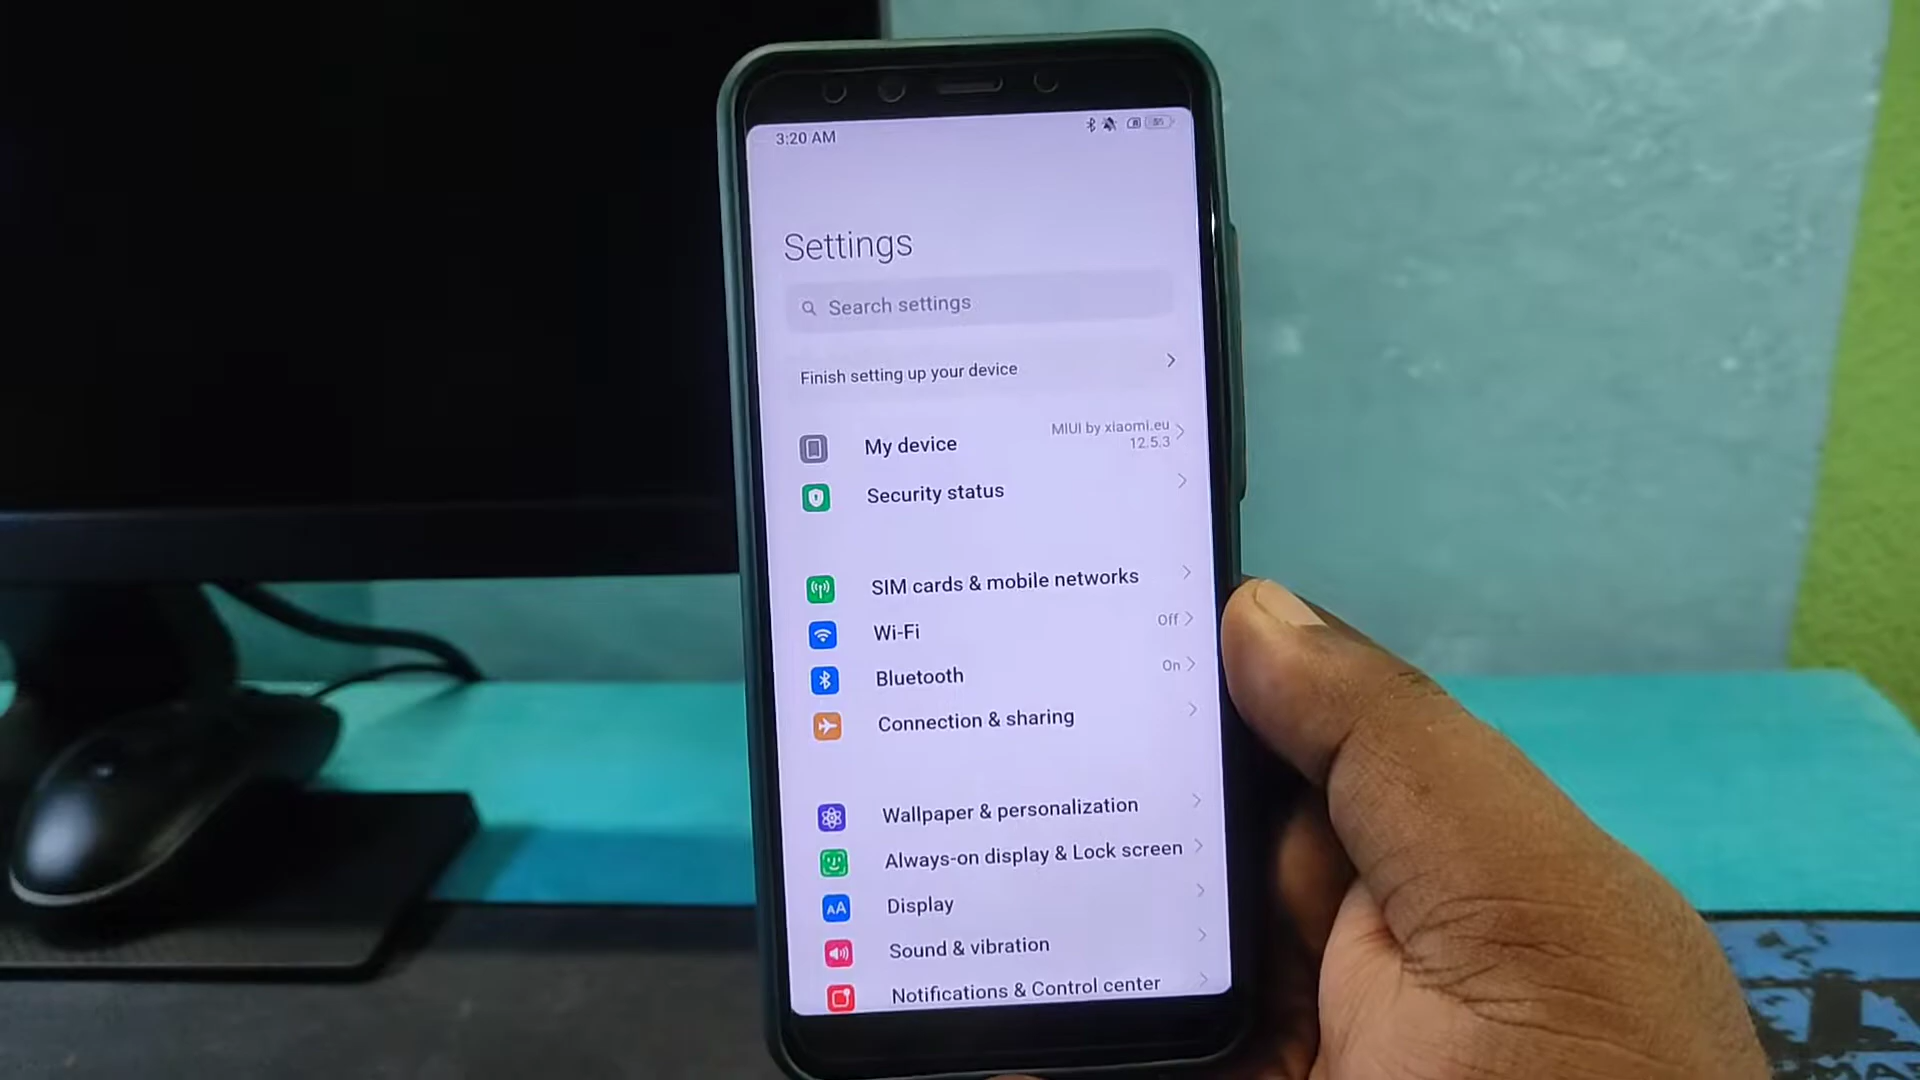 3:20 AM
Settings
Search settings
Finish setting up your device
My device
MIUI by xiaomi.eu
12.5.3
Security status
SIM cards & mobile networks
Wi-Fi
Off
Bluetooth
On
Connection & sharing
Wallpaper & personalization
Always-on display & Lock screen
AA
Display
Sound & vibration
Notifications & Control center